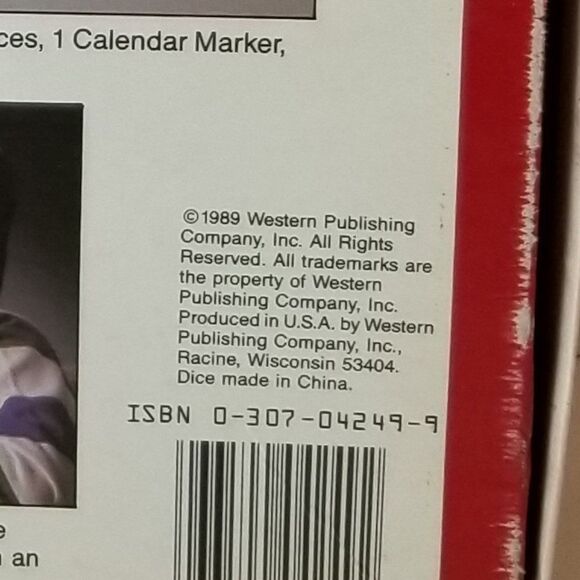 ces, 1 Calendar Marker,
©1989 Western Publishing
Company, Inc. All Rights
Reserved. All trademarks are
the property of Western
Publishing Company, Inc.
Produced in U.S.A. by Western
Publishing Company, Inc.,
Racine, Wisconsin 53404.
Dice made in China.
ISBN 0-307-04249-9
e
an